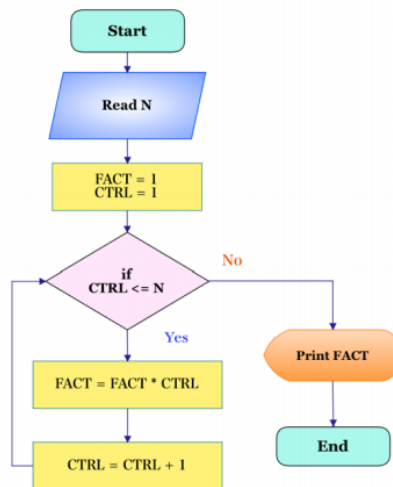 Start
Read N
FACT = 1
CTRL = 1
if
CTRL <= N
No
Yes
Print FACT
FACT = FACT * CTRL
End
CTRL = CTRL + 1